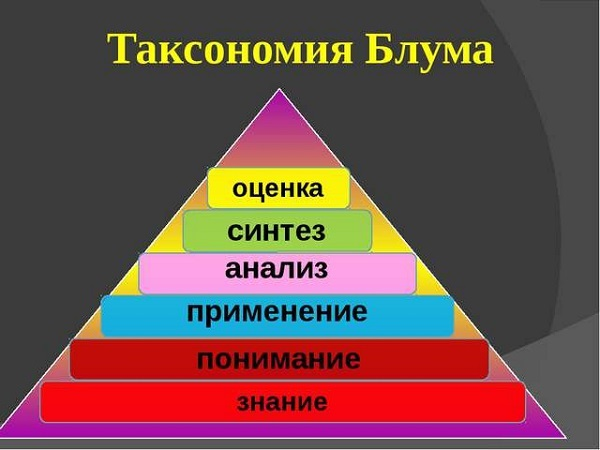 Таксономия Блума
оценка
синтез
анализ
применение
понимание
знание